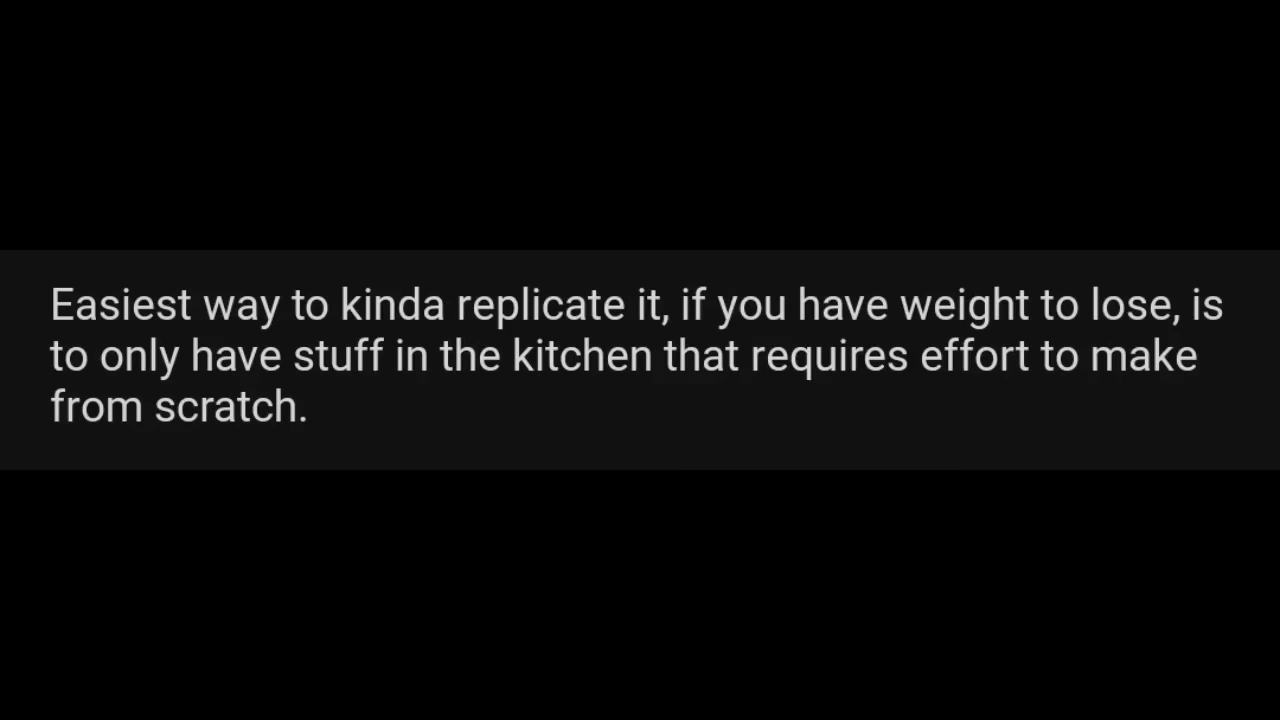 Easiest way to kinda replicate it, if you have weight to lose, is
to only have stuff in the kitchen that requires effort to make
from scratch.